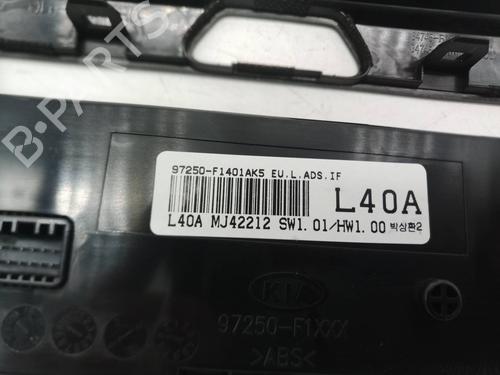 B-PARTS
97250-F1401AK5 EU.L.ADS.IF
L40A
L40A MJ42212 SW1.01/HW1.00 박상환2
KIA
97250-F1XXX
>ABS<